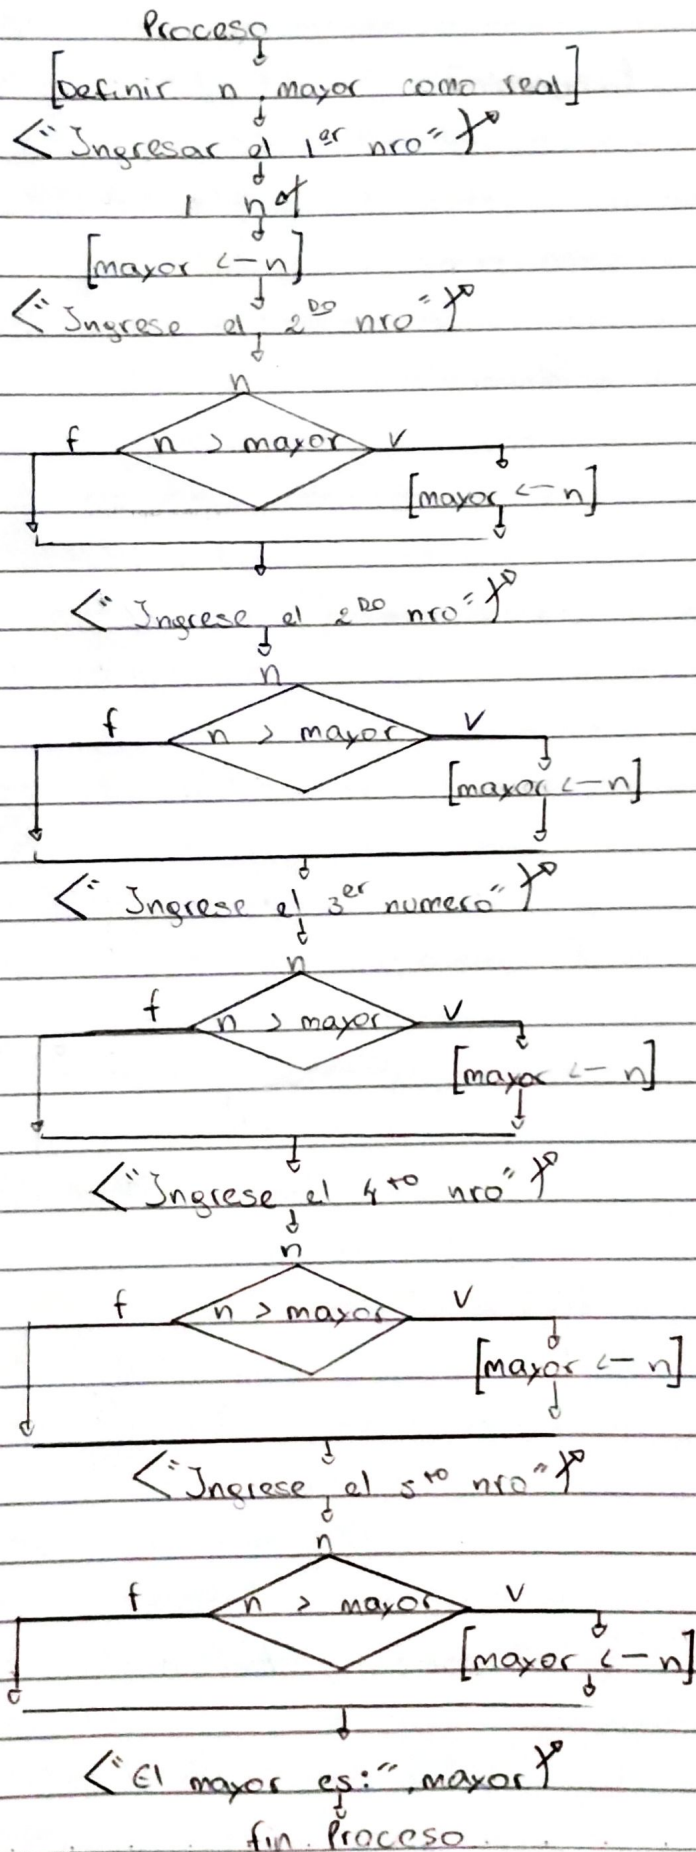 Proceso
[Definir n, mayor como real]
<"Ingresar el 1er nro"
n
[mayor <- n]
<"Ingrese el 2DO nro"
n
f n > mayor v
[mayor <- n]
<"Ingrese el 2DO nro"
n
f n > mayor v
[mayor <- n]
<"Ingrese el 3er numero"
n
f n > mayor v
[mayor <- n]
<"Ingrese el 4to nro"
n
f n > mayor v
[mayor <- n]
<"Ingrese el 5to nro"
n
f n > mayor v
[mayor <- n]
<"El mayor es:", mayor
fin Proceso